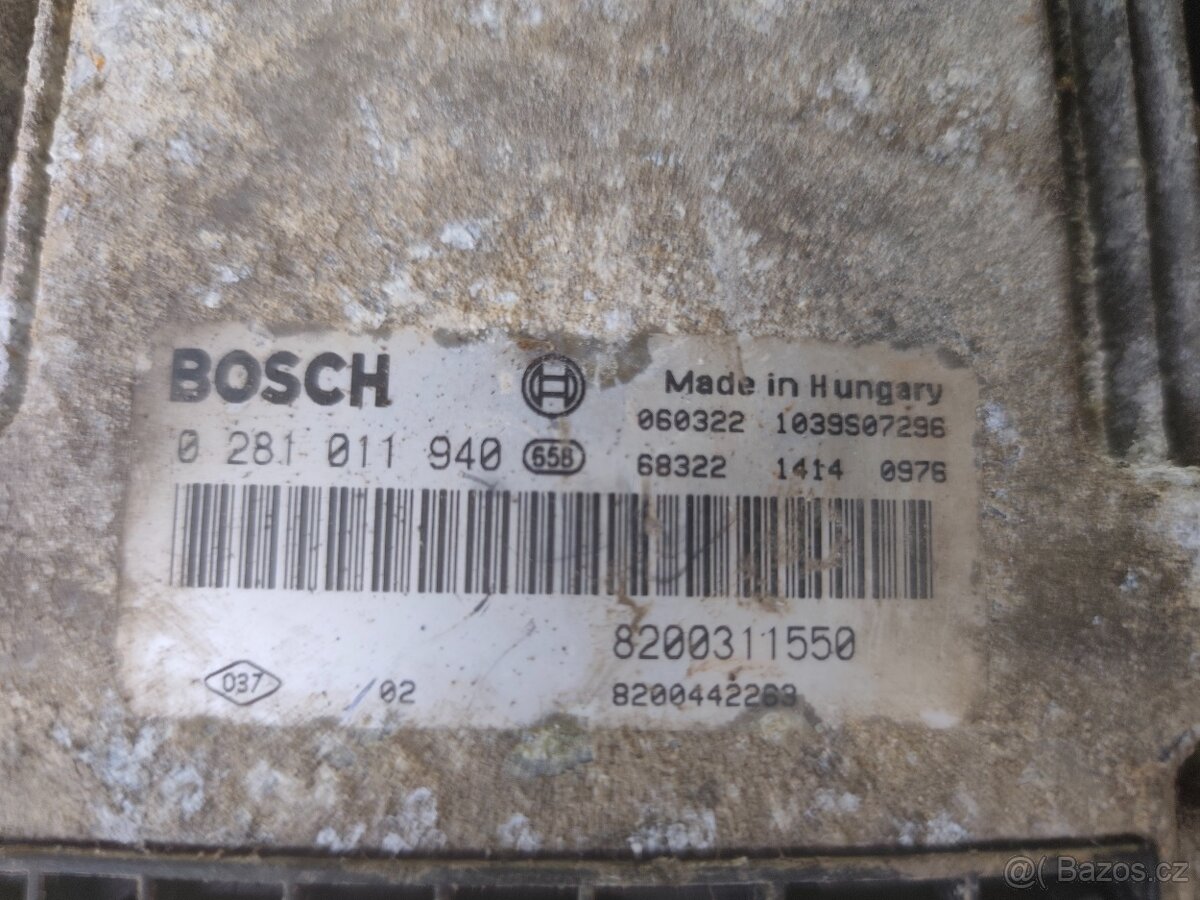 BOSCH
Made in Hungary
060322 1039S07296
0 281 011 940 658
68322 1414 0976
8200311550
037 /02 8200442263
@( Bazos.cz